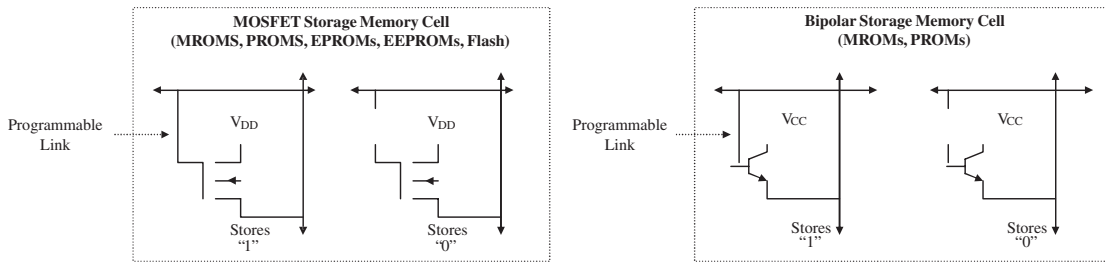 MOSFET Storage Memory Cell
(MROMS, PROMS, EPROMs, EEPROMs, Flash)
Programmable
Link
VDD
VDD
Stores
“1”
Stores
“0”
Bipolar Storage Memory Cell
(MROMs, PROMs)
Programmable
Link
VCC
VCC
Stores
“1”
Stores
“0”